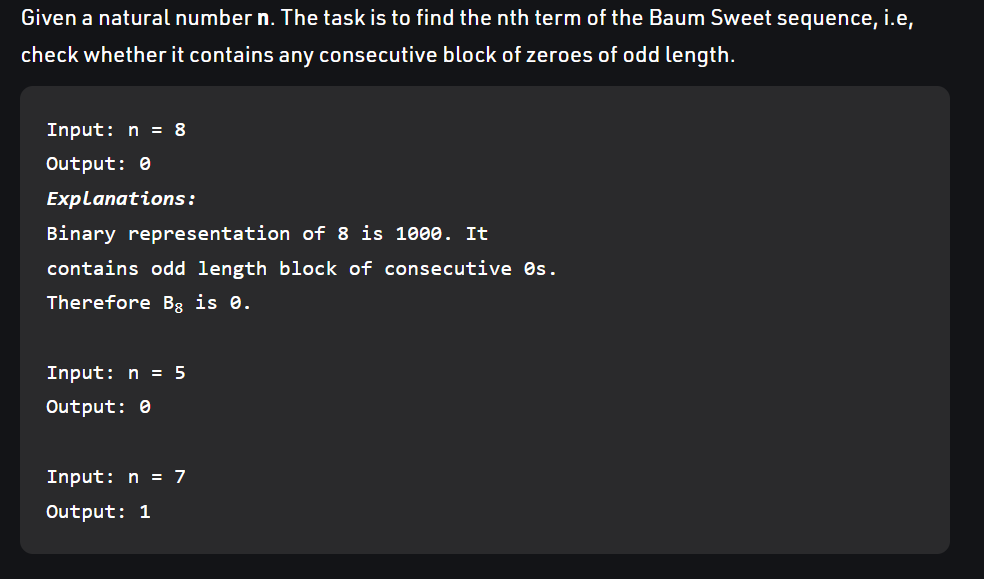 Given a natural number n. The task is to find the nth term of the Baum Sweet sequence, i.e,
check whether it contains any consecutive block of zeroes of odd length.
Input: n = 8
Output: 0
Explanations:
Binary representation of 8 is 1000. It
contains odd length block of consecutive 0s.
Therefore B₈ is 0.
Input: n = 5
Output: 0
Input: n = 7
Output: 1